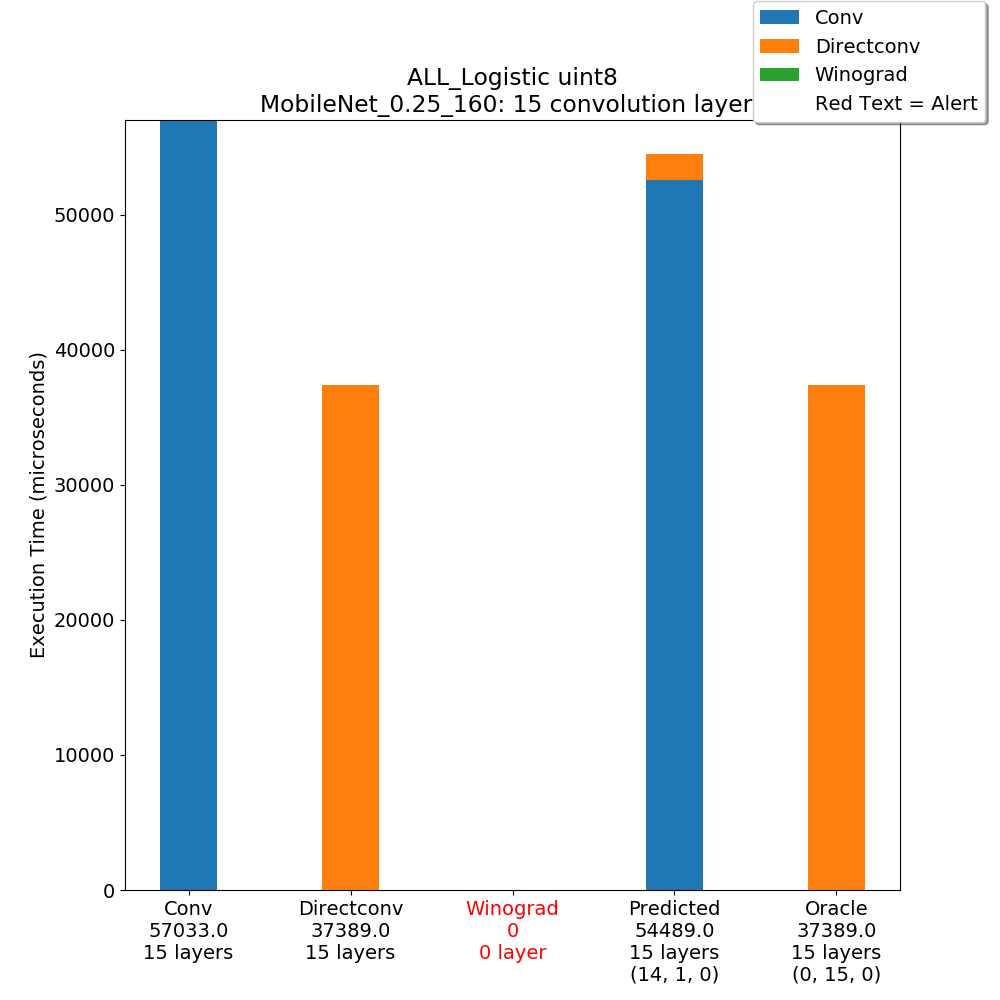 Conv
Directconv
Winograd
Red Text = Alert
ALL_Logistic uint8
MobileNet_0.25_160: 15 convolution layer
Execution Time (microseconds)
50000
40000
30000
20000
10000
0
Conv
57033.0
15 layers
Directconv
37389.0
15 layers
Winograd
0
0 layer
Predicted
54489.0
15 layers
(14, 1, 0)
Oracle
37389.0
15 layers
(0, 15, 0)